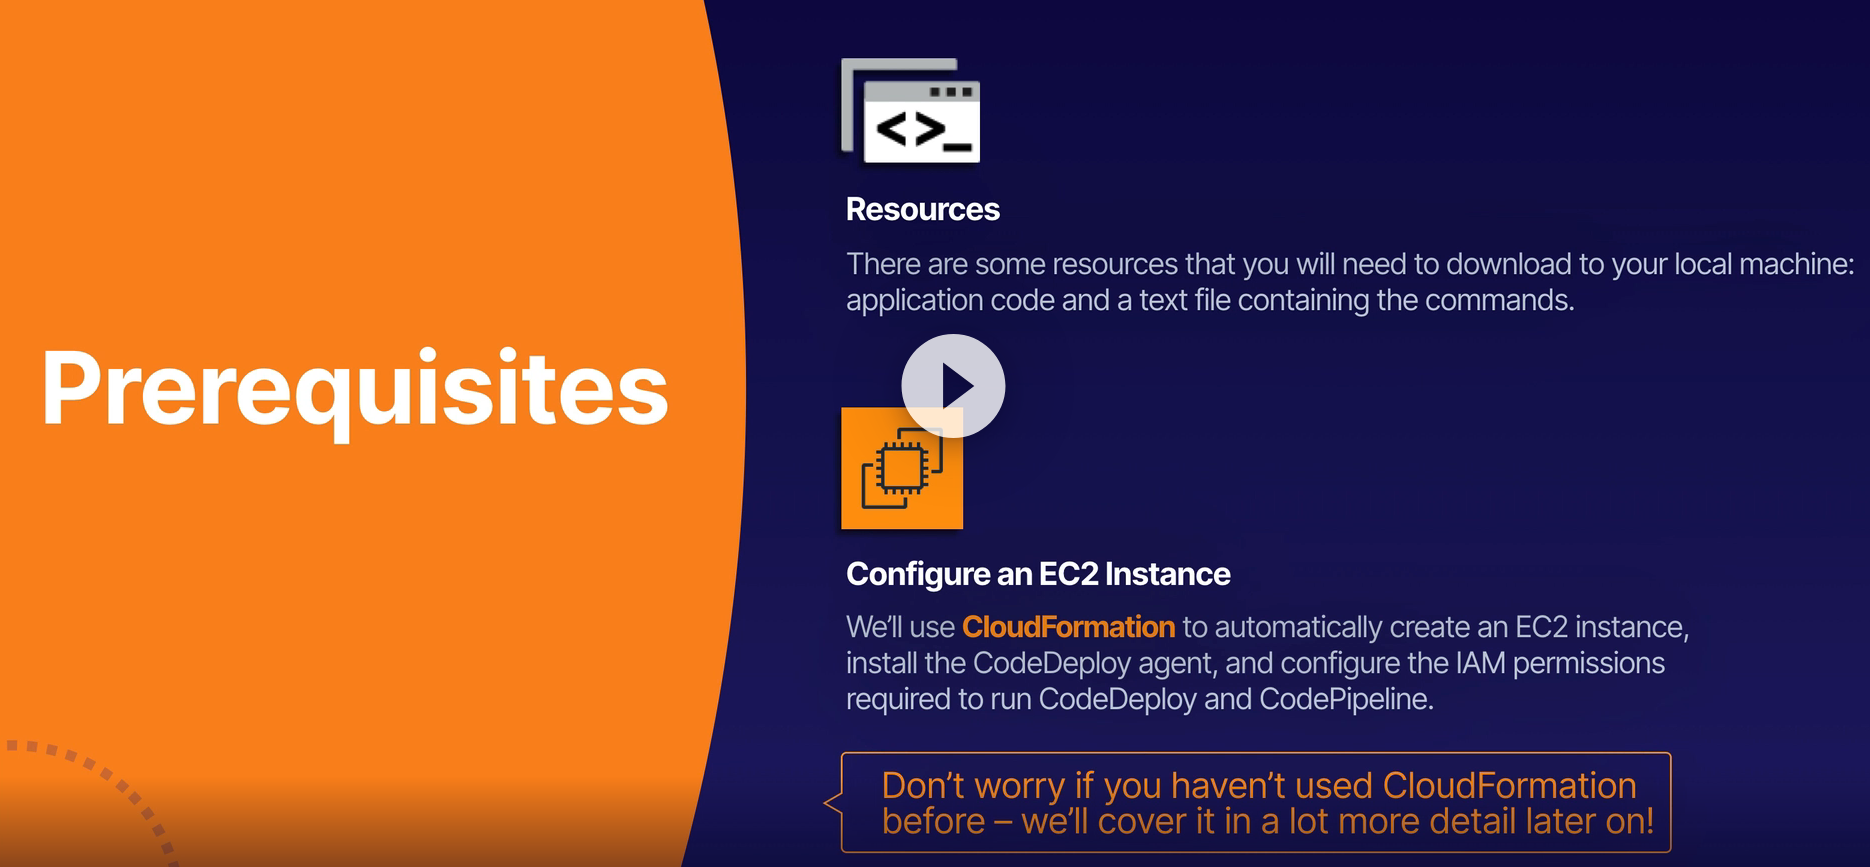 Prerequisites
<>_
Resources
There are some resources that you will need to download to your local machine:
application code and a text file containing the commands.
Configure an EC2 Instance
We’ll use CloudFormation to automatically create an EC2 instance,
install the CodeDeploy agent, and configure the IAM permissions
required to run CodeDeploy and CodePipeline.
Don’t worry if you haven’t used CloudFormation
before – we’ll cover it in a lot more detail later on!